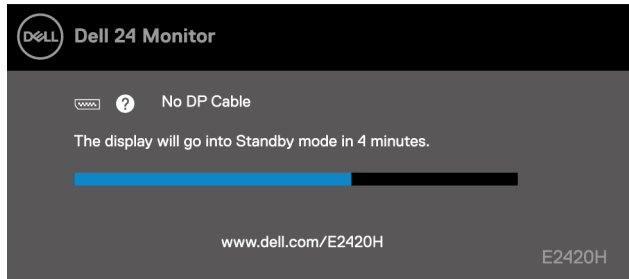 DELL
Dell 24 Monitor
? No DP Cable
The display will go into Standby mode in 4 minutes.
www.dell.com/E2420H
E2420H